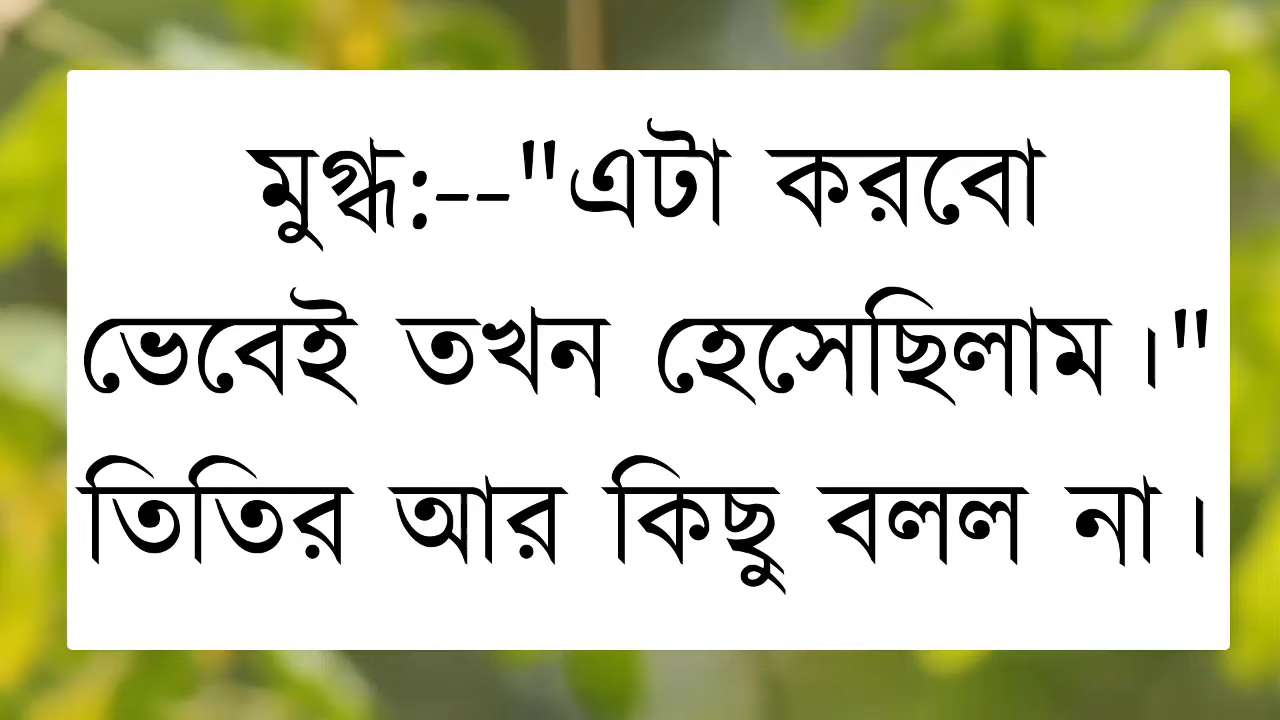 মুগ্ধ:--"এটা করবো
ভেবেই তখন হেসেছিলাম।"
তিতির আর কিছু বলল না।